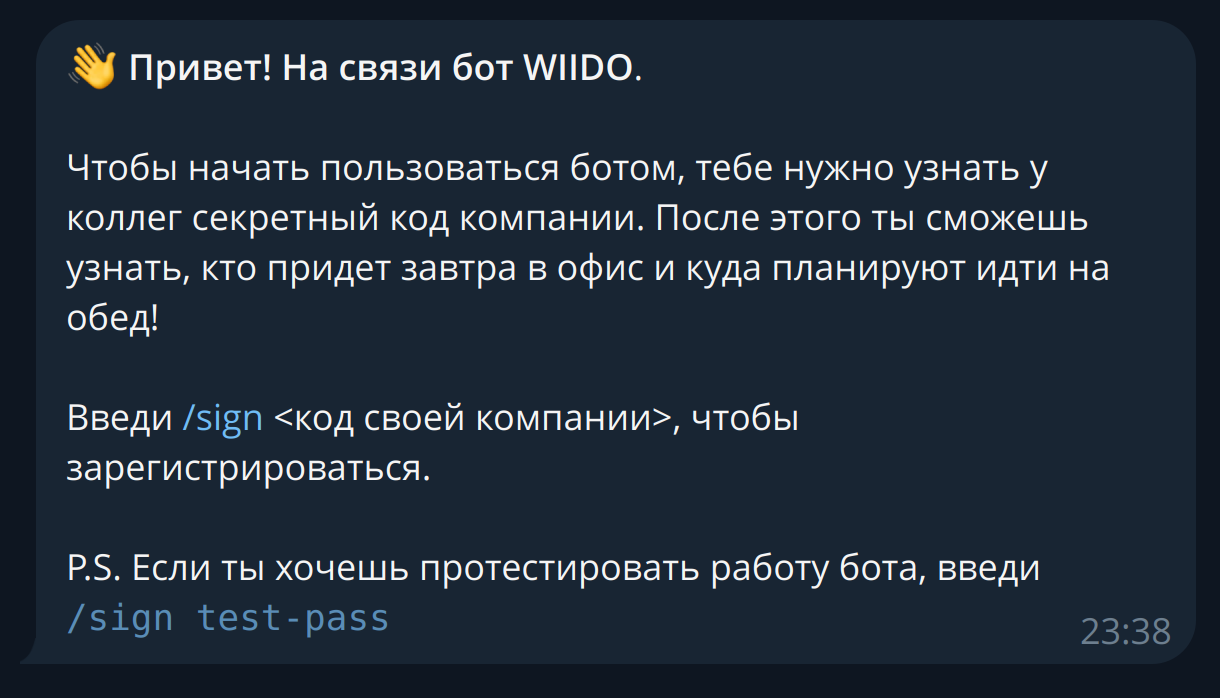 👋 Привет! На связи бот WIIDO.
Чтобы начать пользоваться ботом, тебе нужно узнать у
коллег секретный код компании. После этого ты сможешь
узнать, кто придет завтра в офис и куда планируют идти на
обед!
Введи /sign <код своей компании>, чтобы
зарегистрироваться.
P.S. Если ты хочешь протестировать работу бота, введи
/sign test-pass
23:38